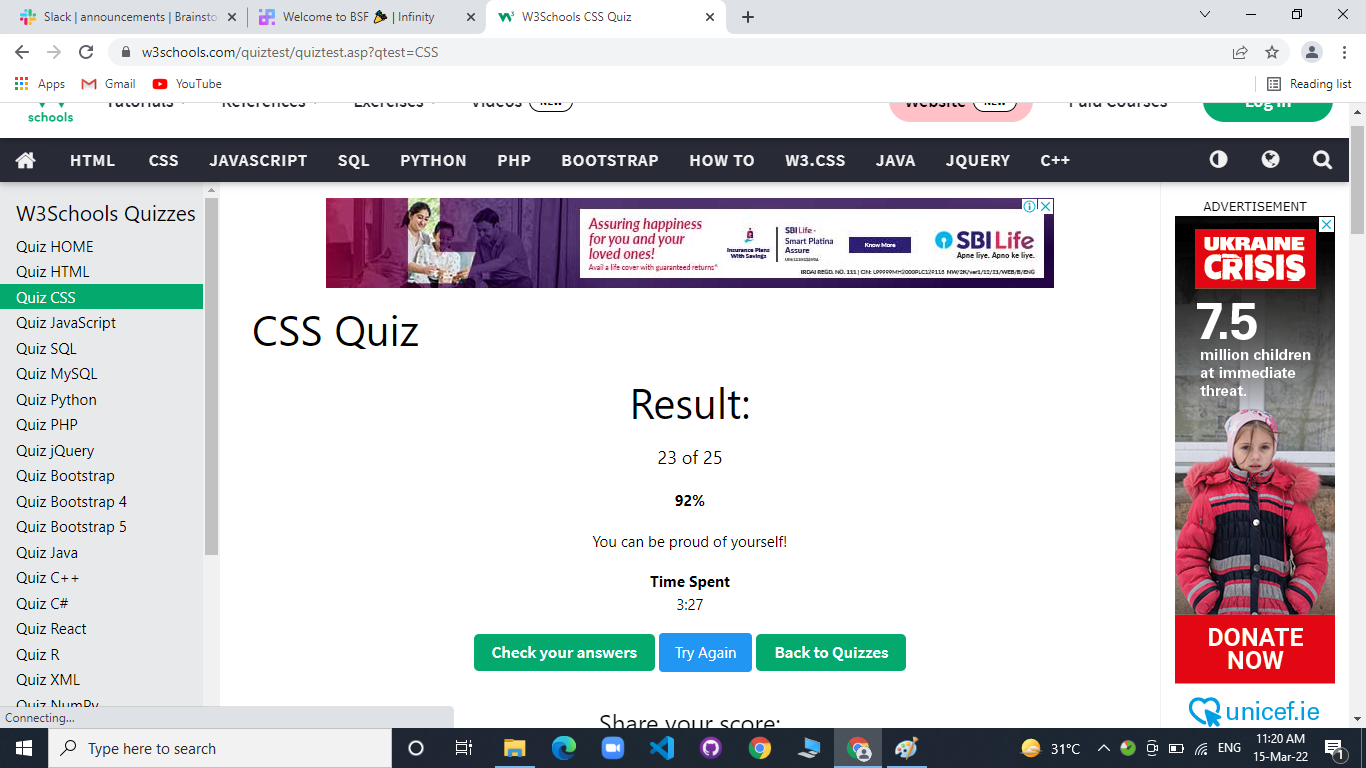 Slack | announcements | Brainsto
Welcome to BSF 🎉 | Infinity
W3Schools CSS Quiz
w3schools.com/quiztest/quiztest.asp?qtest=CSS
Apps
Gmail
YouTube
Reading list
schools
Tutorials
References
Exercises
Videos
NEW
Website
NEW
Paid Courses
Log in
HTML
CSS
JAVASCRIPT
SQL
PYTHON
PHP
BOOTSTRAP
HOW TO
W3.CSS
JAVA
JQUERY
C++
W3Schools Quizzes
Quiz HOME
Quiz HTML
Quiz CSS
Quiz JavaScript
Quiz SQL
Quiz MySQL
Quiz Python
Quiz PHP
Quiz jQuery
Quiz Bootstrap
Quiz Bootstrap 4
Quiz Bootstrap 5
Quiz Java
Quiz C++
Quiz C#
Quiz React
Quiz R
Quiz XML
Quiz NumPy
Connecting...
Assuring happiness
for you and your
loved ones!
Avail a life cover with guaranteed returns^
Insurance Plans
With Savings
SBI Life -
Smart Platina
Assure
Know More
SBI Life
Apne liye. Apno ke liye.
CSS Quiz
Result:
23 of 25
92%
You can be proud of yourself!
Time Spent
3:27
Check your answers
Try Again
Back to Quizzes
Share your score:
ADVERTISEMENT
UKRAINE
CRISIS
7.5
million children
at immediate
threat.
DONATE
NOW
unicef.ie
Type here to search
31°C
ENG
11:20 AM
15-Mar-22
1